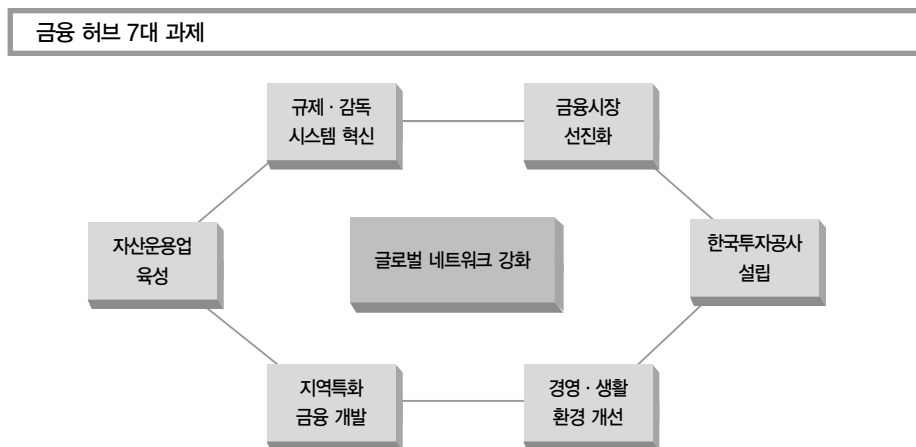 금융 허브 7대 과제
규제 · 감독
시스템 혁신
금융시장
선진화
자산운용업
육성
글로벌 네트워크 강화
한국투자공사
설립
지역특화
금융 개발
경영 · 생활
환경 개선